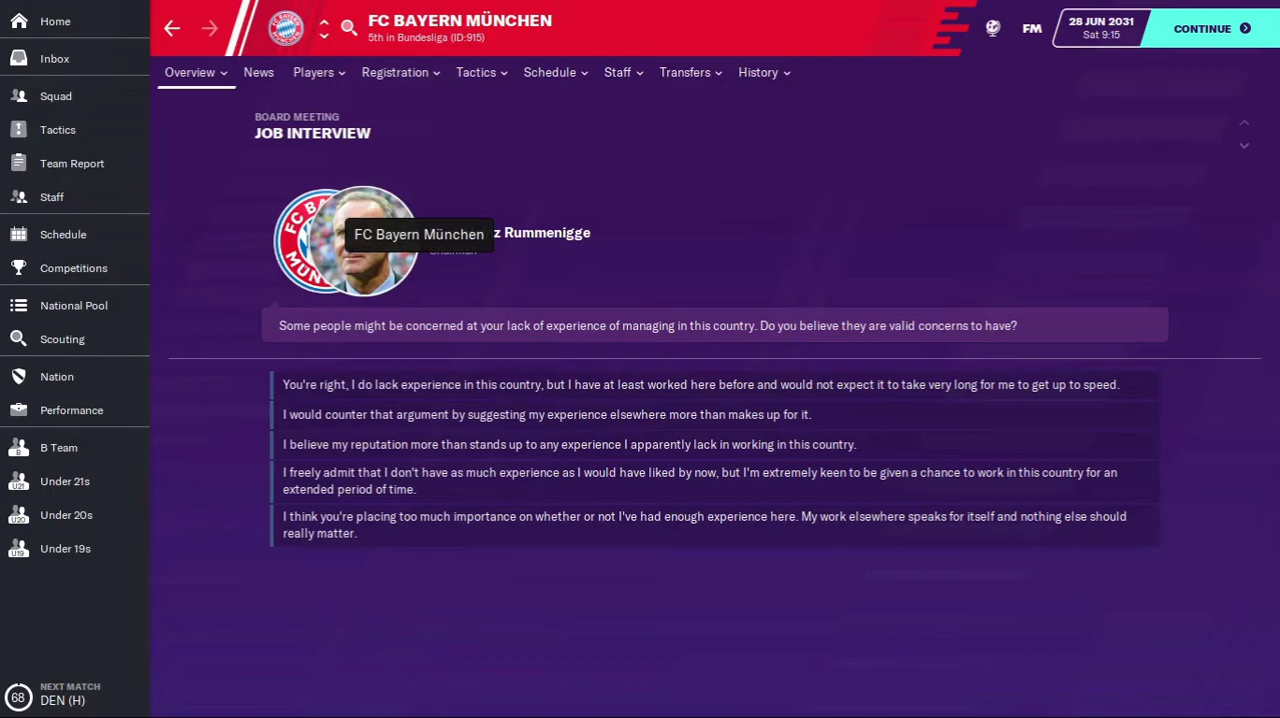 Home
Inbox
Squad
Tactics
Team Report
Staff
Schedule
Competitions
National Pool
Scouting
Nation
Performance
B
B Team
U21
Under 21s
U20
Under 20s
U19
Under 19s
68
NEXT MATCH
DEN (H)
FC BAYERN MÜNCHEN
5th in Bundesliga (ID:915)
FM
28 JUN 2031
Sat 9:15
CONTINUE
Overview
News
Players
Registration
Tactics
Schedule
Staff
Transfers
History
BOARD MEETING
JOB INTERVIEW
FC BA
MÜN
FC Bayern München
z Rummenigge
Chairman
Some people might be concerned at your lack of experience of managing in this country. Do you believe they are valid concerns to have?
You're right, I do lack experience in this country, but I have at least worked here before and would not expect it to take very long for me to get up to speed.
I would counter that argument by suggesting my experience elsewhere more than makes up for it.
I believe my reputation more than stands up to any experience I apparently lack in working in this country.
I freely admit that I don't have as much experience as I would have liked by now, but I'm extremely keen to be given a chance to work in this country for an
extended period of time.
I think you're placing too much importance on whether or not I've had enough experience here. My work elsewhere speaks for itself and nothing else should
really matter.